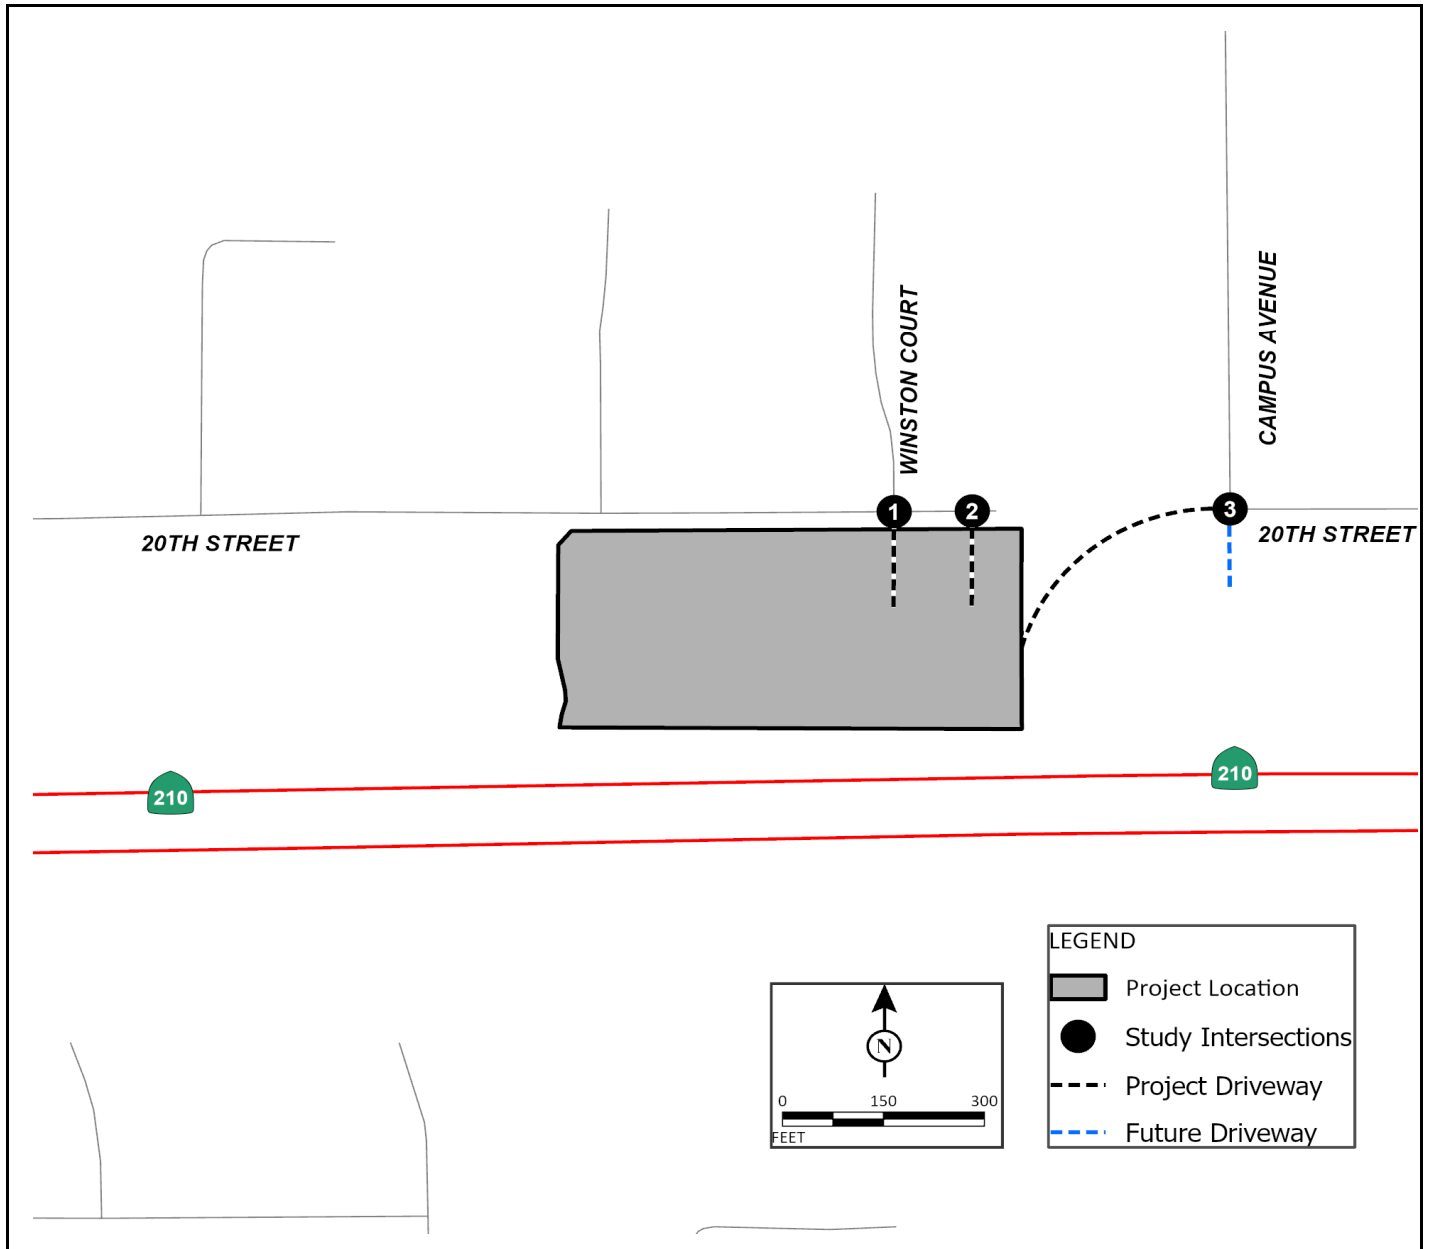 WINSTON COURT
CAMPUS AVENUE
1
2
3
20TH STREET
20TH STREET
210
210
LEGEND
Project Location
Study Intersections
Project Driveway
Future Driveway
N
0 150 300
FEET